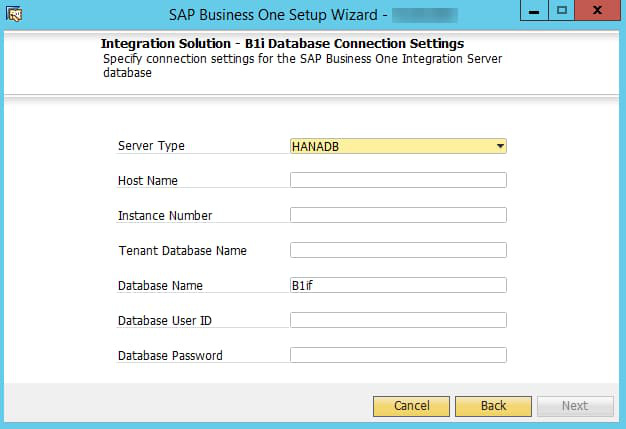 SAP Business One Setup Wizard -
Integration Solution - B1i Database Connection Settings
Specify connection settings for the SAP Business One Integration Server
database
Server Type HANADB
Host Name
Instance Number
Tenant Database Name
Database Name B1if
Database User ID
Database Password
Cancel Back Next